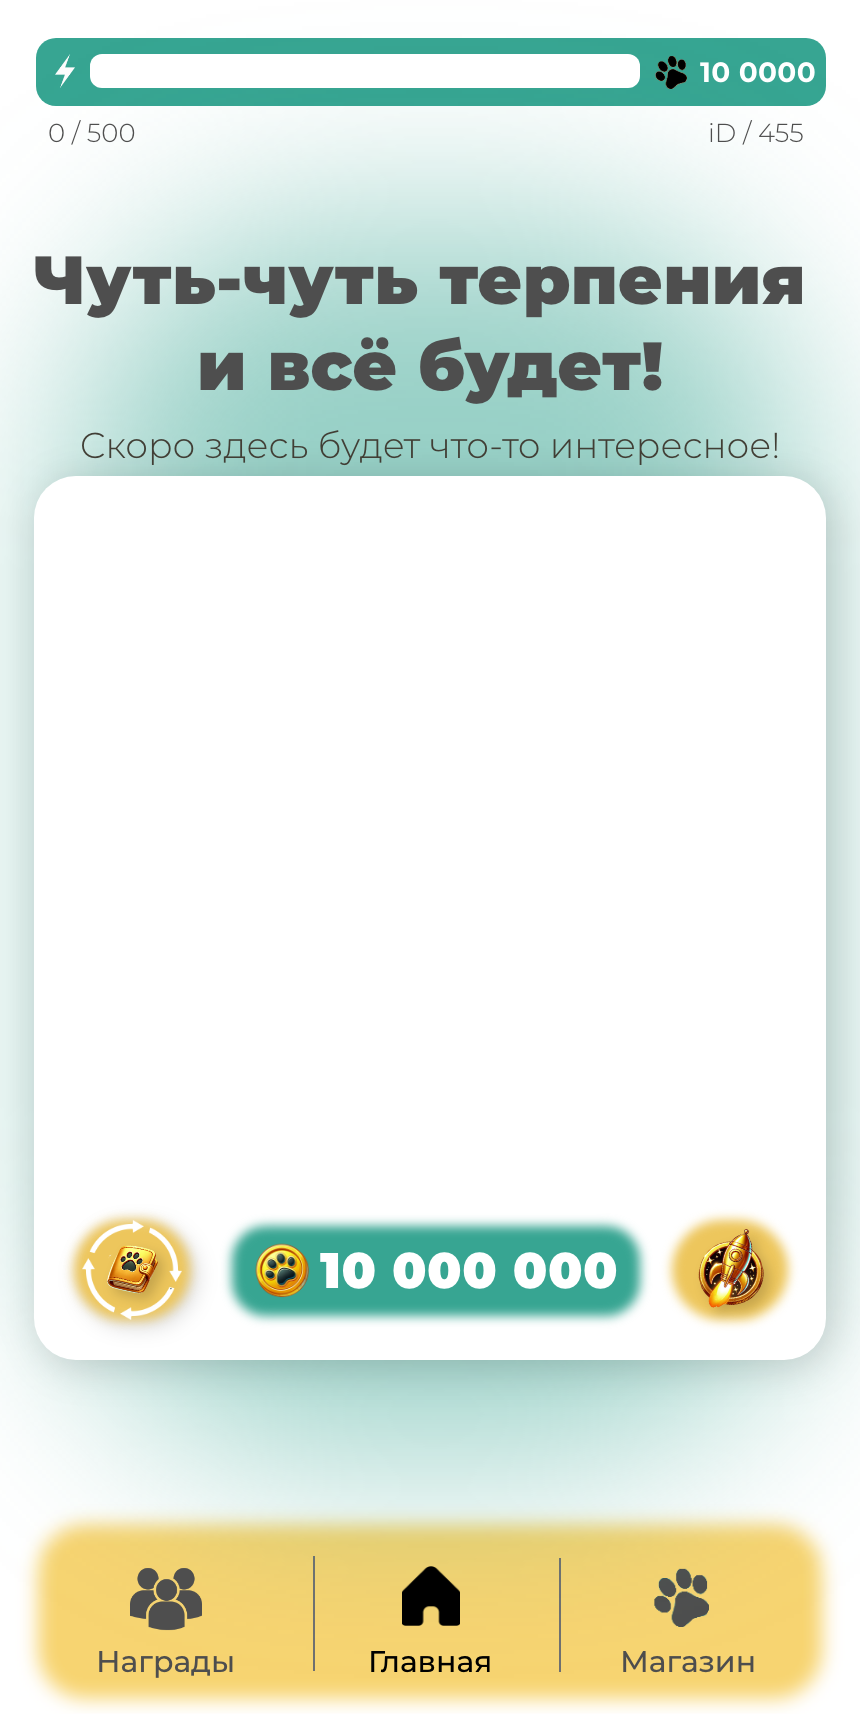 10 0000
0 / 500
iD / 455
Чуть-чуть терпения
и всё будет!
Скоро здесь будет что-то интересное!
10 000 000
Награды
Главная
Магазин